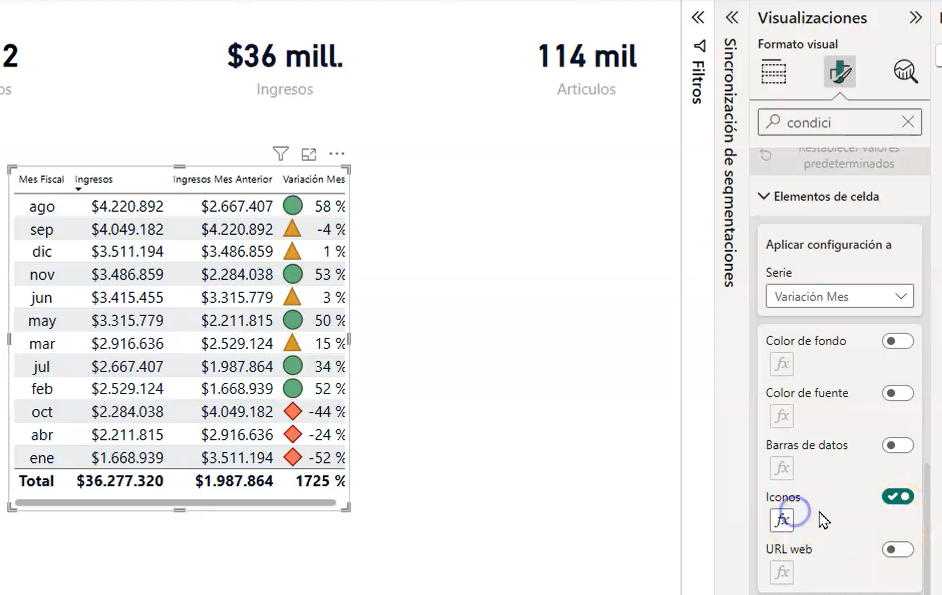 2
os
$36 mill.
Ingresos
114 mil
Articulos
Mes Fiscal Ingresos Ingresos Mes Anterior Variación Mes
ago $4.220.892 $2.667.407 58 %
sep $4.049.182 $4.220.892 -4 %
dic $3.511.194 $3.486.859 1 %
nov $3.486.859 $2.284.038 53 %
jun $3.415.455 $3.315.779 3 %
may $3.315.779 $2.211.815 50 %
mar $2.916.636 $2.529.124 15 %
jul $2.667.407 $1.987.864 34 %
feb $2.529.124 $1.668.939 52 %
oct $2.284.038 $4.049.182 -44 %
abr $2.211.815 $2.916.636 -24 %
ene $1.668.939 $3.511.194 -52 %
Total $36.277.320 $1.987.864 1725 %
Filtros
Sincronización de segmentaciones
Visualizaciones
Formato visual
condici
Restablecer valores
predeterminados
Elementos de celda
Aplicar configuración a
Serie
Variación Mes
Color de fondo
fx
Color de fuente
fx
Barras de datos
fx
Iconos
fx
URL web
fx